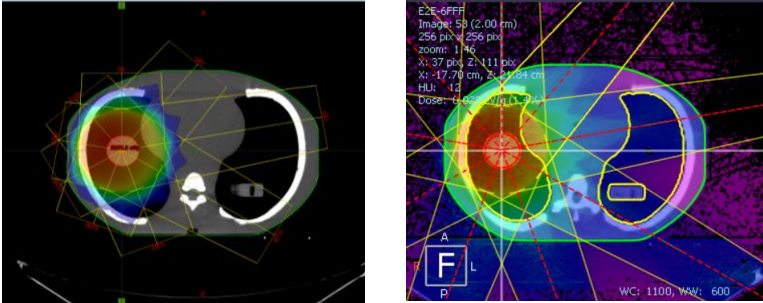 E2E-6FFF
Image: 53 (2.00 cm)
256 pix x 256 pix
zoom: 1.46
X: 37 pix, Z: 111 pix
X: -17.70 cm, Z: 21.84 cm
HU: 12
Dose:
A
R F L
P
WC: 1100, WW: 600